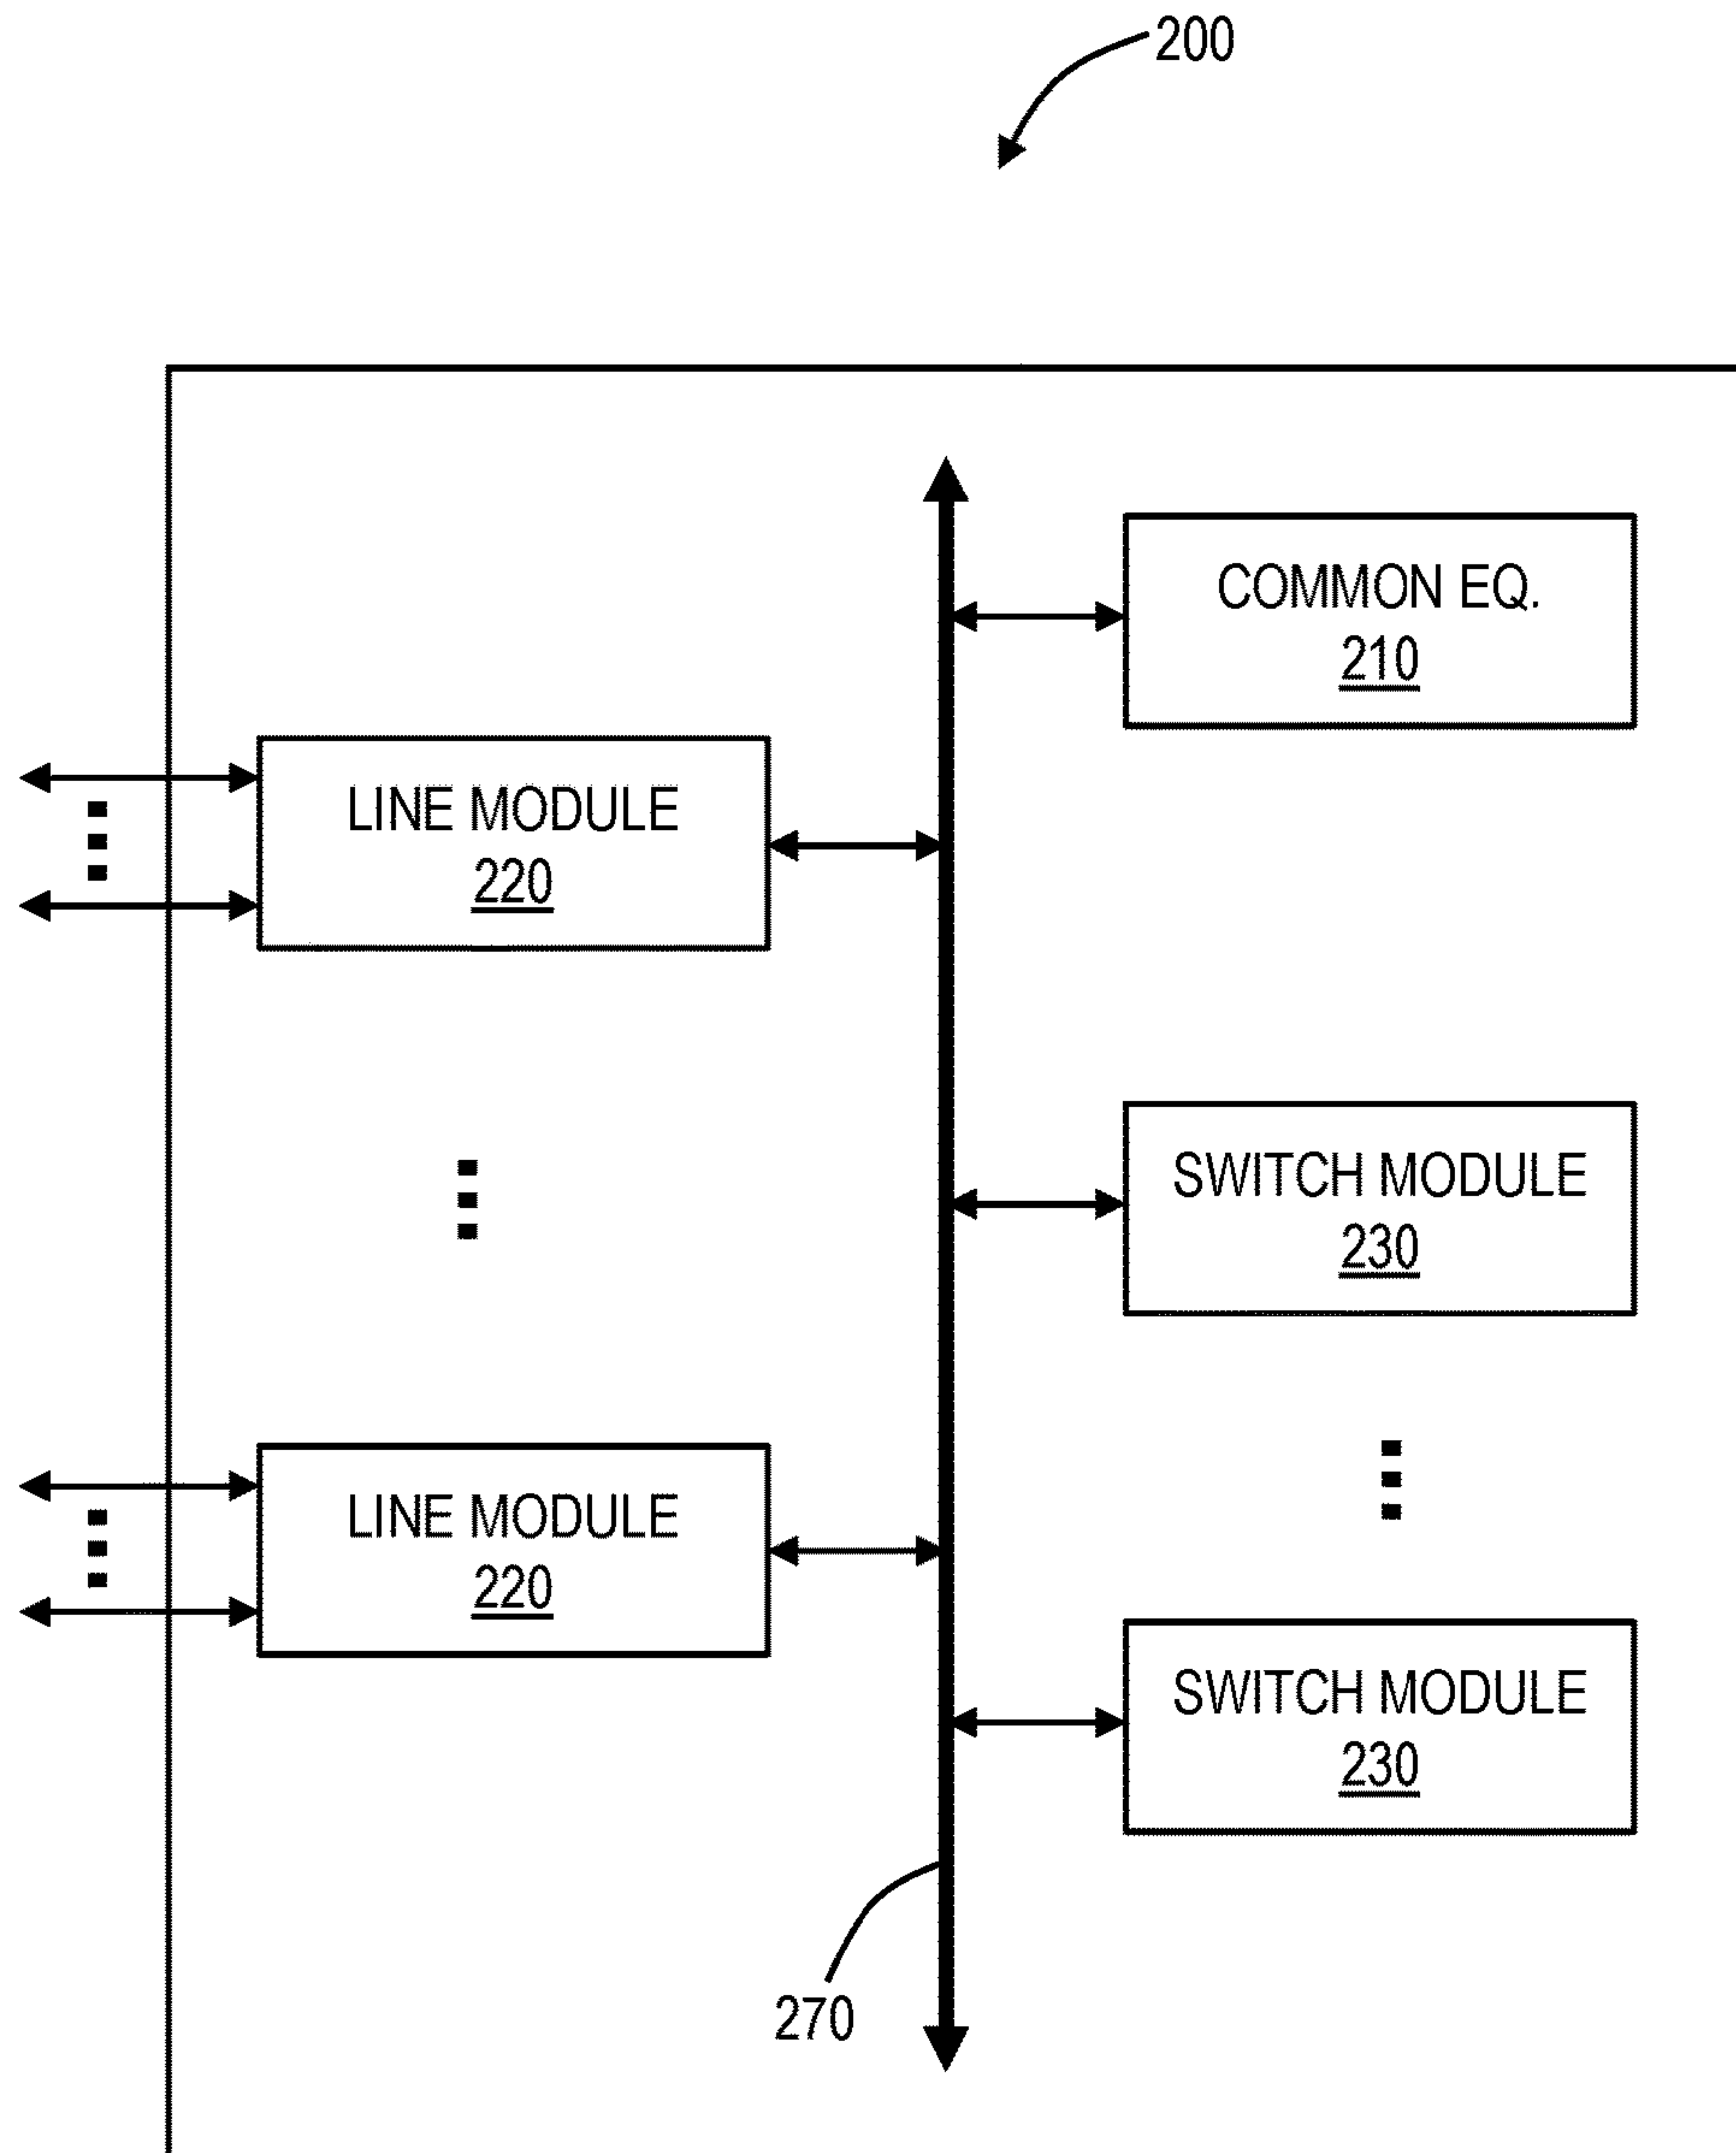 200
COMMON EQ.
210
LINE MODULE
220
SWITCH MODULE
230
LINE MODULE
220
SWITCH MODULE
230
270